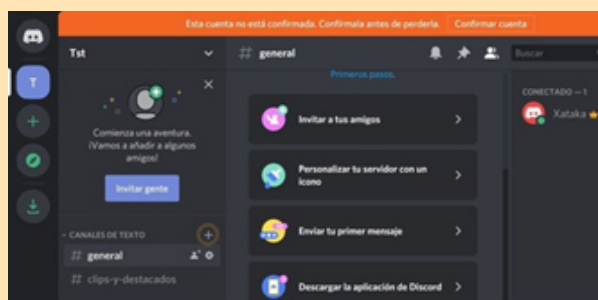 Esta cuenta no está confirmada. Confírmala antes de perderla. Confirmar cuenta
Tst
# general
Buscar
T
Comienza una aventura.
¡Vamos a añadir a algunos
amigos!
Invitar gente
CANALES DE TEXTO
# general
# clips-y-destacados
Primeros pasos.
Invitar a tus amigos
Personalizar tu servidor con un
icono
Enviar tu primer mensaje
Descargar la aplicación de Discord
CONECTADO — 1
Xataka